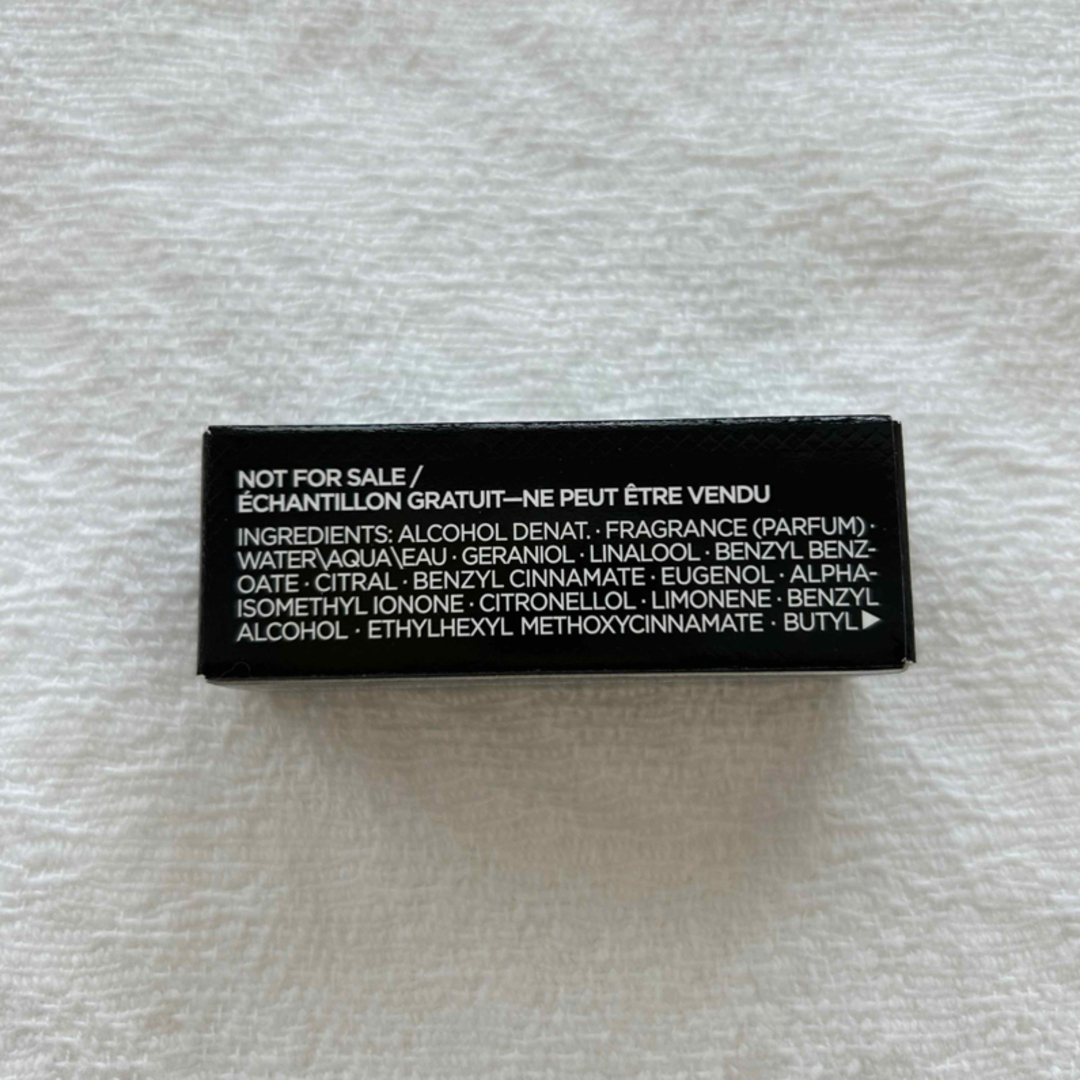 NOT FOR SALE /
ÉCHANTILLON GRATUIT—NE PEUT ÊTRE VENDU
INGREDIENTS: ALCOHOL DENAT. · FRAGRANCE (PARFUM) ·
WATER\AQUA\EAU · GERANIOL · LINALOOL · BENZYL BENZ-
OATE · CITRAL · BENZYL CINNAMATE · EUGENOL · ALPHA-
ISOMETHYL IONONE · CITRONELLOL · LIMONENE · BENZYL
ALCOHOL · ETHYLHEXYL METHOXYCINNAMATE · BUTYL▶